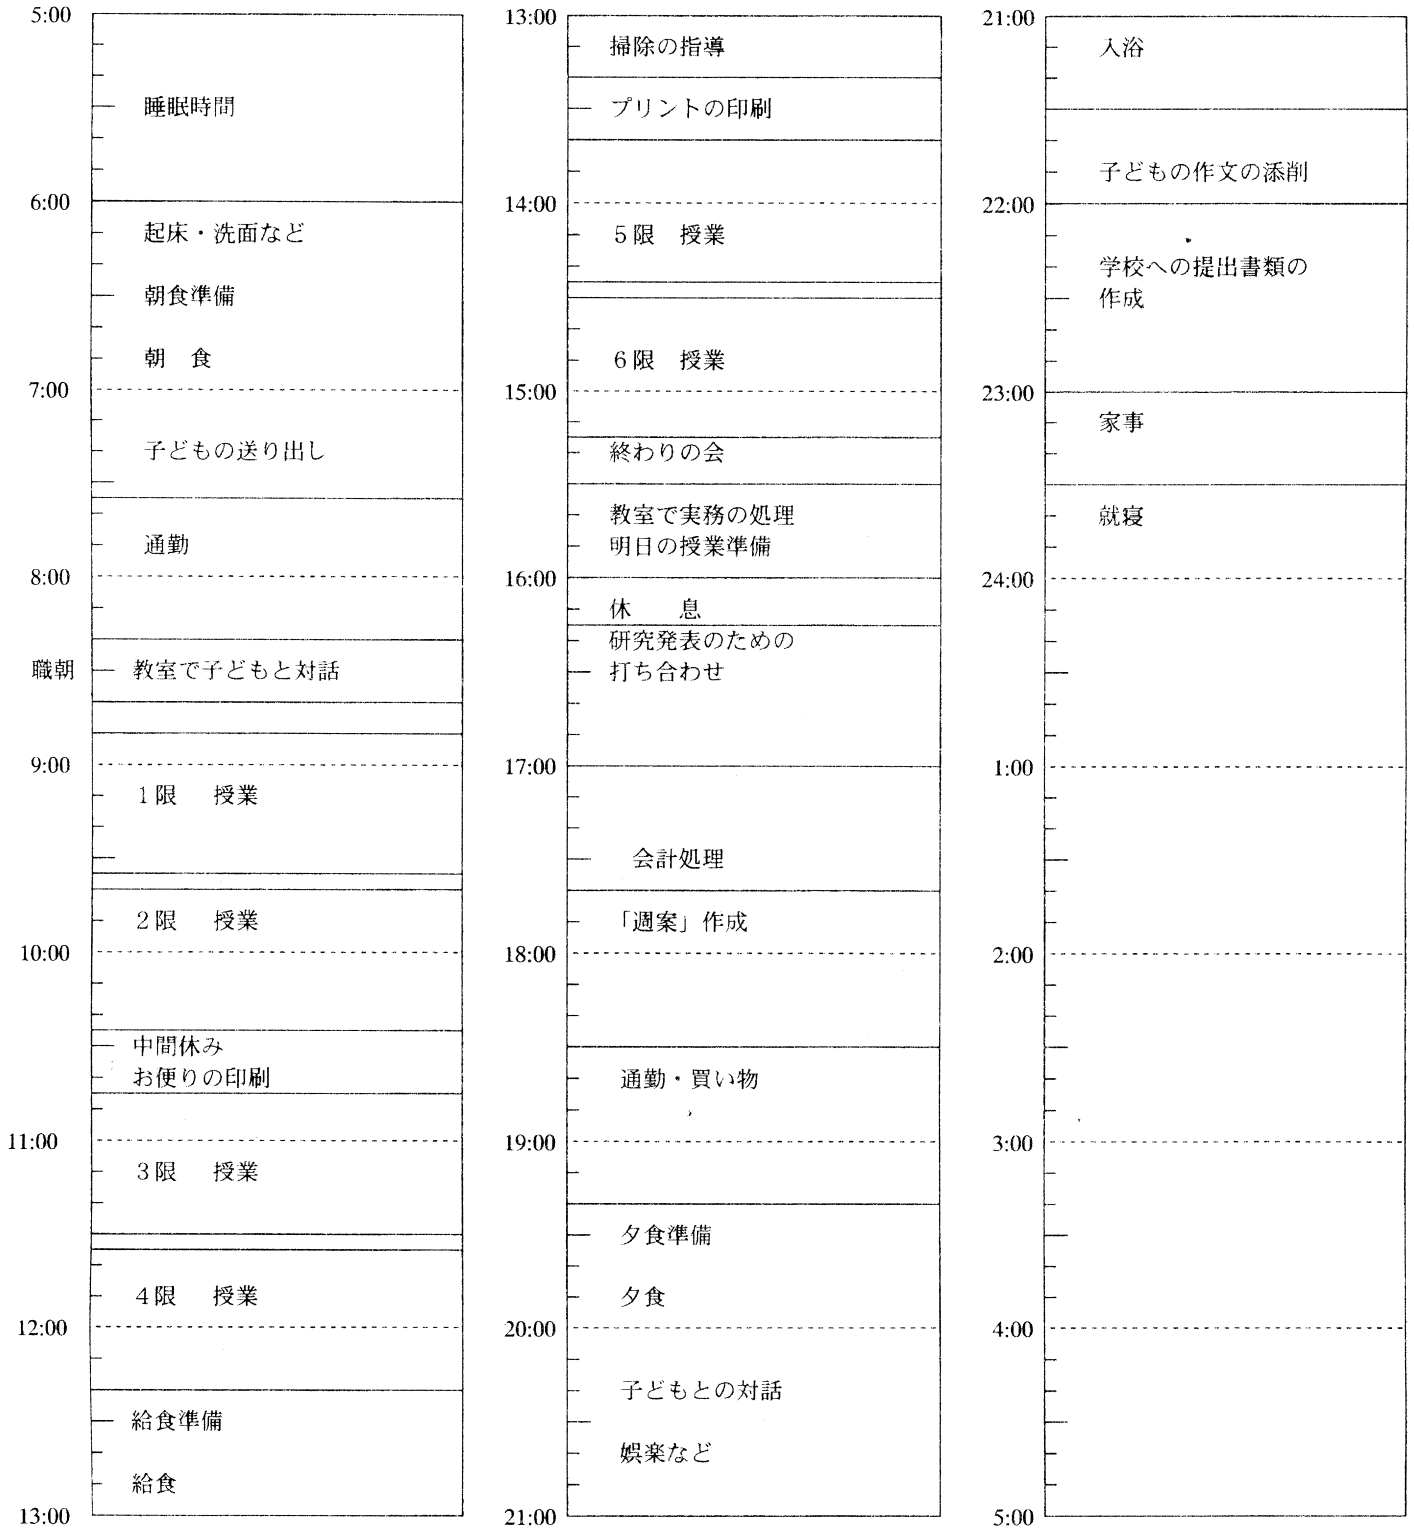 5:00
睡眠時間
6:00
起床・洗面など
朝食準備
朝　食
7:00
子どもの送り出し
通勤
8:00
職朝 教室で子どもと対話
9:00
1限　授業
2限　授業
10:00
中間休み
お便りの印刷
11:00
3限　授業
4限　授業
12:00
給食準備
給食
13:00
13:00
掃除の指導
プリントの印刷
14:00
5限　授業
6限　授業
15:00
終わりの会
教室で実務の処理
明日の授業準備
16:00
休　　息
研究発表のための
打ち合わせ
17:00
会計処理
「週案」作成
18:00
通勤・買い物
19:00
夕食準備
夕食
20:00
子どもとの対話
娯楽など
21:00
21:00
入浴
子どもの作文の添削
22:00
学校への提出書類の
作成
23:00
家事
就寝
24:00
1:00
2:00
3:00
4:00
5:00